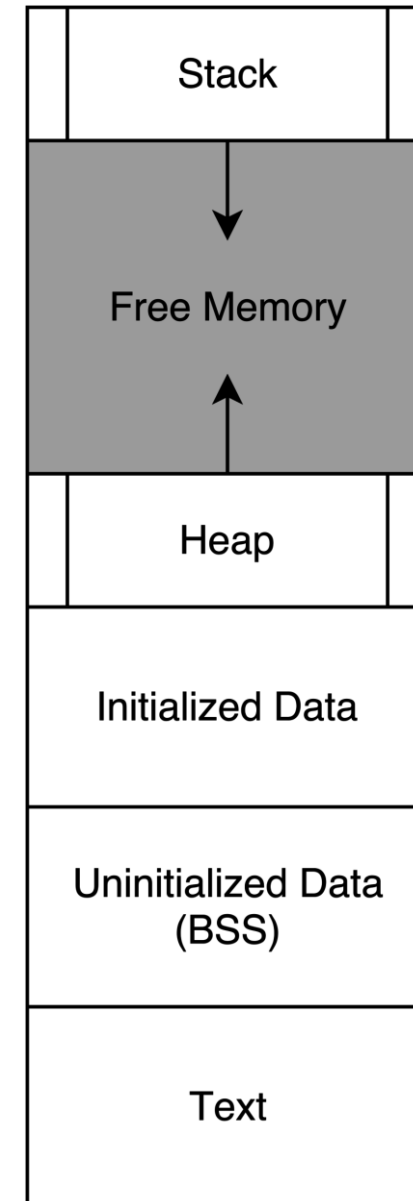 Stack
Free Memory
Heap
Initialized Data
Uninitialized Data
(BSS)
Text